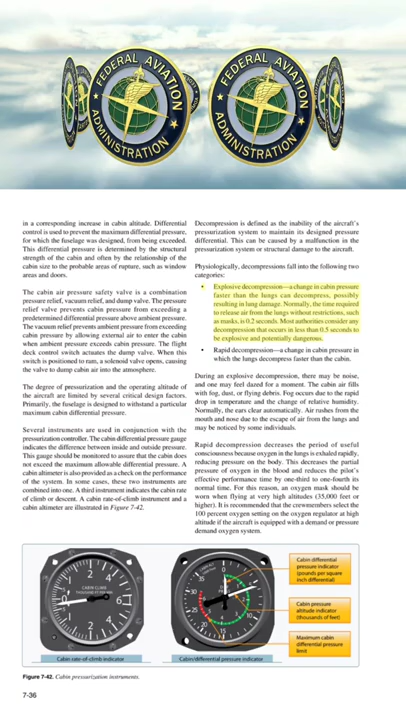 FEDERAL AVIATION
ADMINISTRATION
FEDERAL AVIATION
ADMINISTRATION
in a corresponding increase in cabin altitude. Differential
control is used to prevent the maximum differential pressure,
for which the fuselage was designed, from being exceeded.
This differential pressure is determined by the structural
strength of the cabin and often by the relationship of the
cabin size to the probable areas of rupture, such as window
areas and doors.
The cabin air pressure safety valve is a combination
pressure relief, vacuum relief, and dump valve. The pressure
relief valve prevents cabin pressure from exceeding a
predetermined differential pressure above ambient pressure.
The vacuum relief prevents ambient pressure from exceeding
cabin pressure by allowing external air to enter the cabin
when ambient pressure exceeds cabin pressure. The flight
deck control switch actuates the dump valve. When this
switch is positioned to ram, a solenoid valve opens, causing
the valve to dump cabin air into the atmosphere.
The degree of pressurization and the operating altitude of
the aircraft are limited by several critical design factors.
Primarily, the fuselage is designed to withstand a particular
maximum cabin differential pressure.
Several instruments are used in conjunction with the
pressurization controller. The cabin differential pressure gauge
indicates the difference between inside and outside pressure.
This gauge should be monitored to assure that the cabin does
not exceed the maximum allowable differential pressure. A
cabin altimeter is also provided as a check on the performance
of the system. In some cases, these two instruments are
combined into one. A third instrument indicates the cabin rate
of climb or descent. A cabin rate-of-climb instrument and a
cabin altimeter are illustrated in Figure 7-42.
Decompression is defined as the inability of the aircraft's
pressurization system to maintain its designed pressure
differential. This can be caused by a malfunction in the
pressurization system or structural damage to the aircraft.
Physiologically, decompressions fall into the following two
categories:
• Explosive decompression—a change in cabin pressure
faster than the lungs can decompress, possibly
resulting in lung damage. Normally, the time required
to release air from the lungs without restrictions, such
as masks, is 0.2 seconds. Most authorities consider any
decompression that occurs in less than 0.5 seconds to
be explosive and potentially dangerous.
• Rapid decompression—a change in cabin pressure in
which the lungs decompress faster than the cabin.
During an explosive decompression, there may be noise,
and one may feel dazed for a moment. The cabin air fills
with fog, dust, or flying debris. Fog occurs due to the rapid
drop in temperature and the change of relative humidity.
Normally, the ears clear automatically. Air rushes from the
mouth and nose due to the escape of air from the lungs and
may be noticed by some individuals.
Rapid decompression decreases the period of useful
consciousness because oxygen in the lungs is exhaled rapidly,
reducing pressure on the body. This decreases the partial
pressure of oxygen in the blood and reduces the pilot's
effective performance time by one-third to one-fourth its
normal time. For this reason, an oxygen mask should be
worn when flying at very high altitudes (35,000 feet or
higher). It is recommended that the crewmembers select the
100 percent oxygen setting on the oxygen regulator at high
altitude if the aircraft is equipped with a demand or pressure
demand oxygen system.
CABIN CLIMB
2 4
0 6
2 4
35
30
25
20
15
10
Cabin differential
pressure indicator
(pounds per square
inch differential)
Cabin pressure
altitude indicator
(thousands of feet)
Maximum cabin
differential pressure
limit
Cabin rate-of-climb indicator
Cabin/differential pressure indicator
Figure 7-42. Cabin pressurization instruments.
7-36